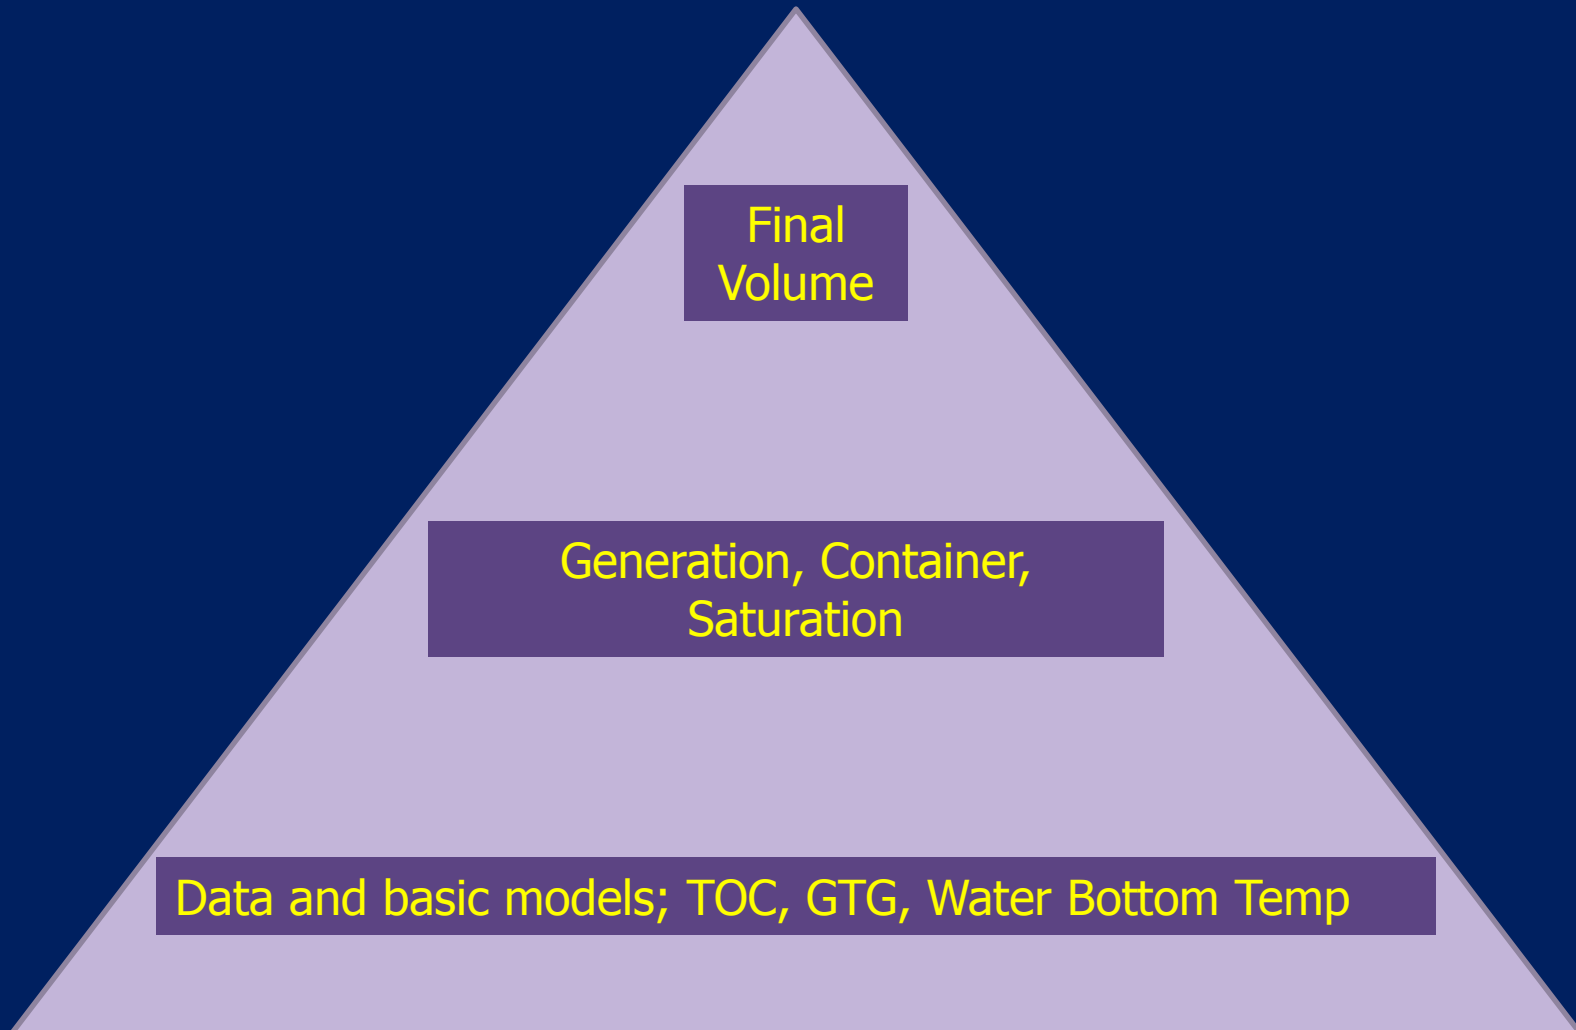 Final
Volume
Generation, Container,
Saturation
Data and basic models; TOC, GTG, Water Bottom Temp